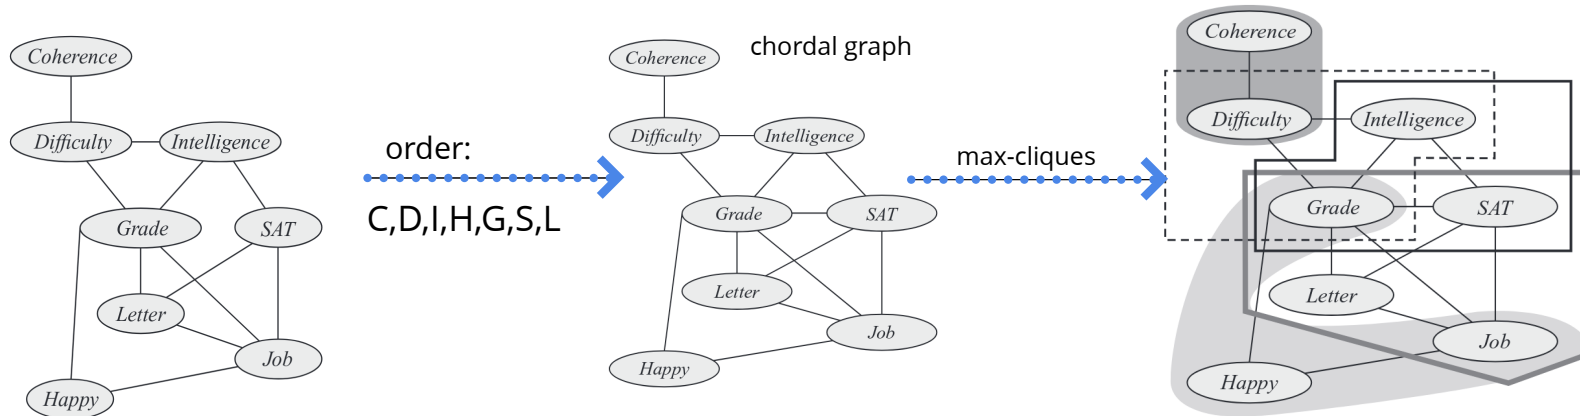 Coherence
Difficulty
Intelligence
Grade
SAT
Letter
Job
Happy
order:
C,D,I,H,G,S,L
chordal graph
Coherence
Difficulty
Intelligence
Grade
SAT
Letter
Job
Happy
max-cliques
Coherence
Difficulty
Intelligence
Grade
SAT
Letter
Job
Happy